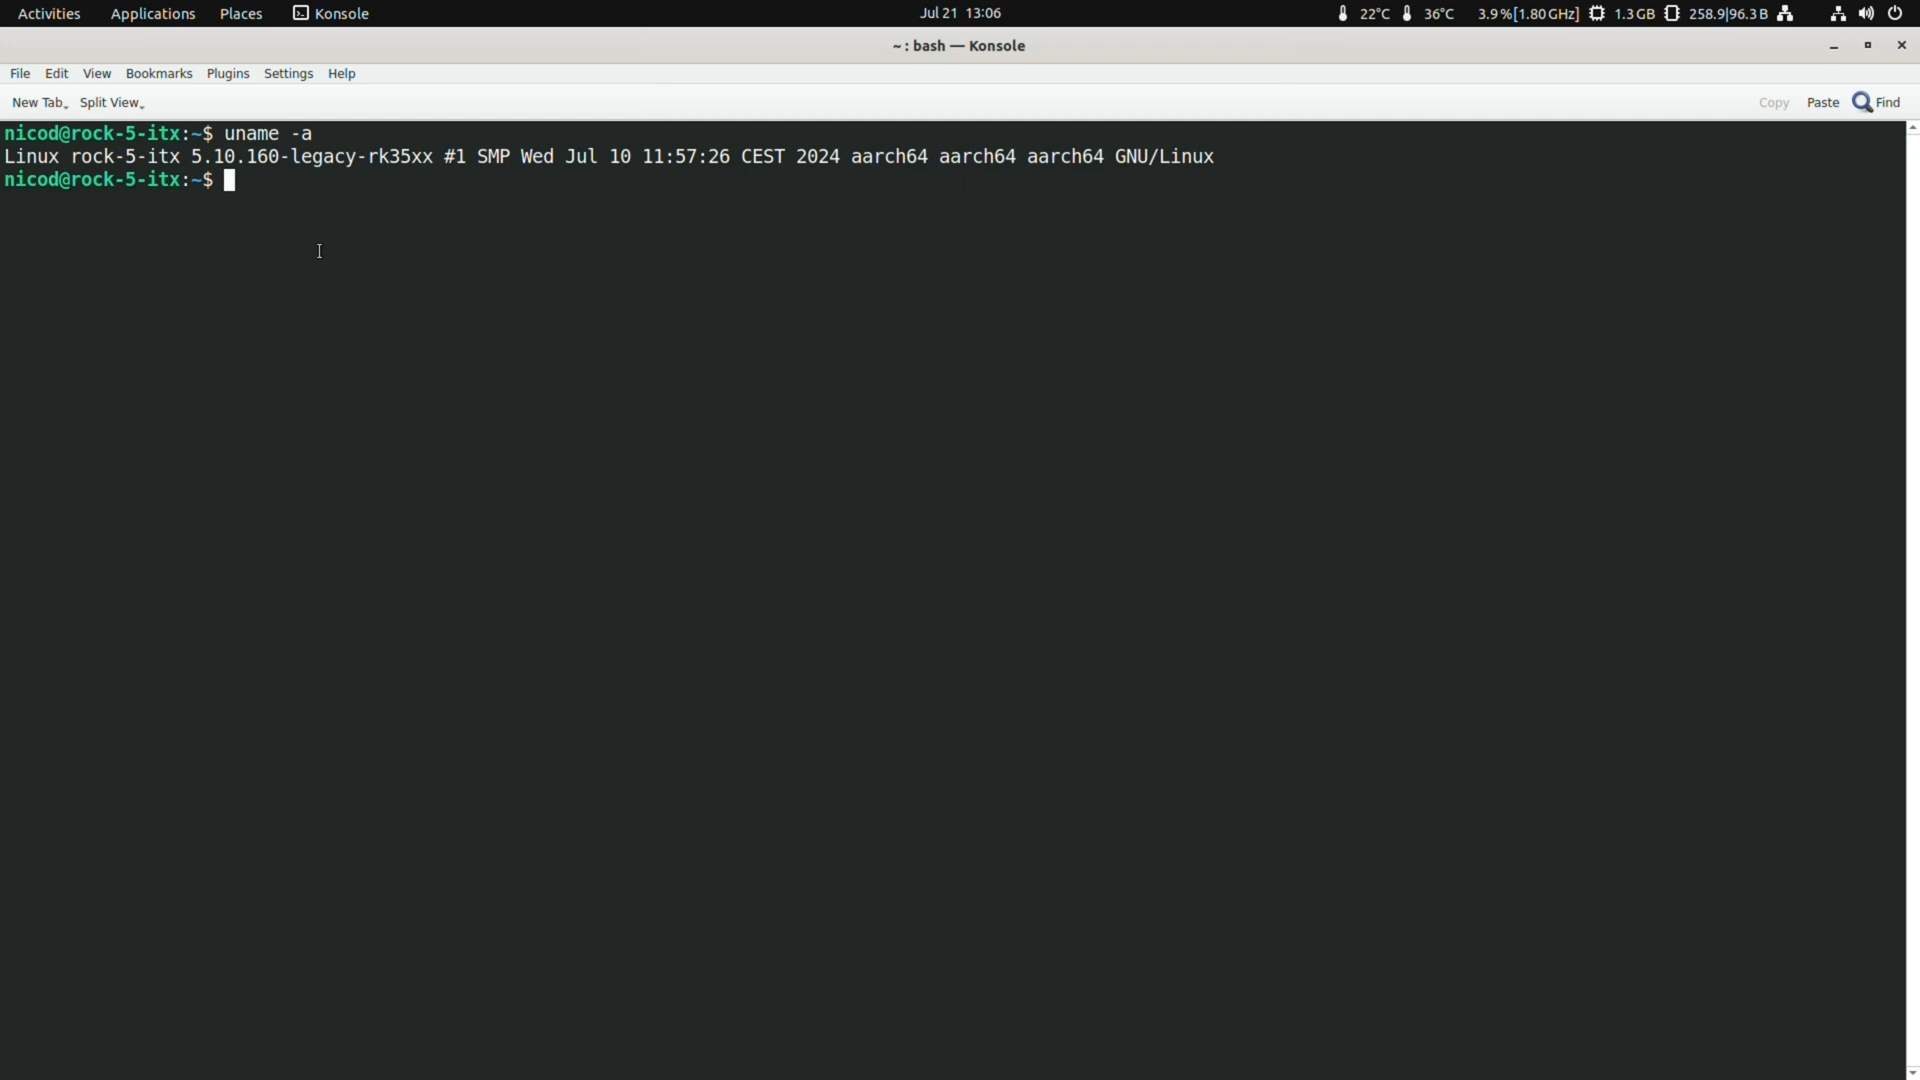 Activities Applications Places Konsole Jul 21 13:06 22°C 36°C 3.9%[1.80 GHz] 1.3 GB 258.9|96.3 B
~ : bash — Konsole
File Edit View Bookmarks Plugins Settings Help
New Tab Split View Copy Paste Find
nicod@rock-5-itx:~$ uname -a
Linux rock-5-itx 5.10.160-legacy-rk35xx #1 SMP Wed Jul 10 11:57:26 CEST 2024 aarch64 aarch64 aarch64 GNU/Linux
nicod@rock-5-itx:~$